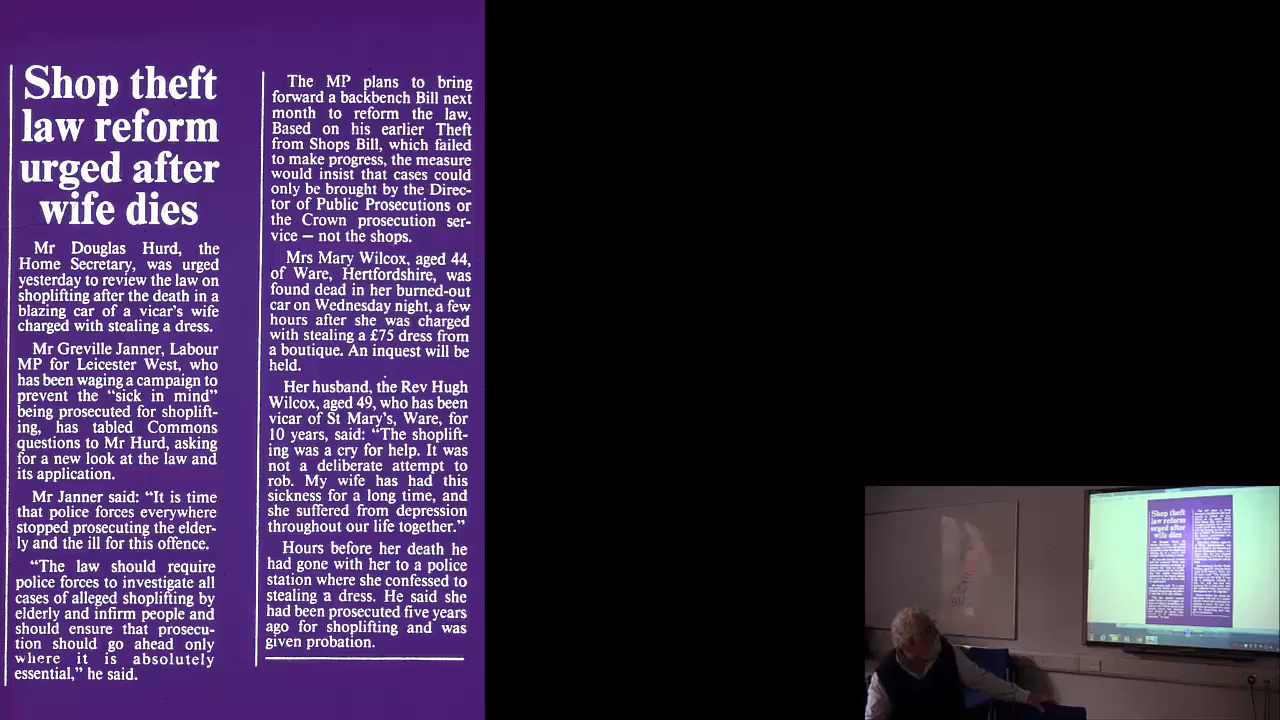 Shop theft
law reform
urged after
wife dies
Mr Douglas Hurd, the
Home Secretary, was urged
yesterday to review the law on
shoplifting after the death in a
blazing car of a vicar's wife
charged with stealing a dress.
Mr Greville Janner, Labour
MP for Leicester West, who
has been waging a campaign to
prevent the “sick in mind”
being prosecuted for shoplift-
ing, has tabled Commons
questions to Mr Hurd, asking
for a new look at the law and
its application.
Mr Janner said: “It is time
that police forces everywhere
stopped prosecuting the elder-
ly and the ill for this offence.
“The law should require
police forces to investigate all
cases of alleged shoplifting by
elderly and infirm people and
should ensure that prosecu-
tion should go ahead only
where it is absolutely
essential,” he said.
The MP plans to bring
forward a backbench Bill next
month to reform the law.
Based on his earlier Theft
from Shops Bill, which failed
to make progress, the measure
would insist that cases could
only be brought by the Direc-
tor of Public Prosecutions or
the Crown prosecution ser-
vice — not the shops.
Mrs Mary Wilcox, aged 44,
of Ware, Hertfordshire, was
found dead in her burned-out
car on Wednesday night, a few
hours after she was charged
with stealing a £75 dress from
a boutique. An inquest will be
held.
Her husband, the Rev Hugh
Wilcox, aged 49, who has been
vicar of St Mary's, Ware, for
10 years, said: “The shoplift-
ing was a cry for help. It was
not a deliberate attempt to
rob. My wife has had this
sickness for a long time, and
she suffered from depression
throughout our life together.”
Hours before her death he
had gone with her to a police
station where she confessed to
stealing a dress. He said she
had been prosecuted five years
ago for shoplifting and was
given probation.
Shop theft
law reform
urged after
wife dies